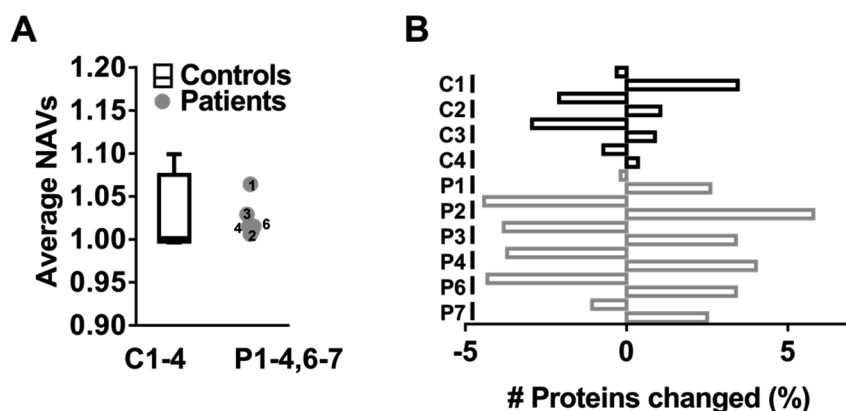 A
B
1.20
1.15
1.10
1.05
1.00
0.95
0.90
Average NAVs
Controls
Patients
1
3
4
6
2
C1-4
P1-4,6-7
C1
C2
C3
C4
P1
P2
P3
P4
P6
P7
-5
0
5
# Proteins changed (%)